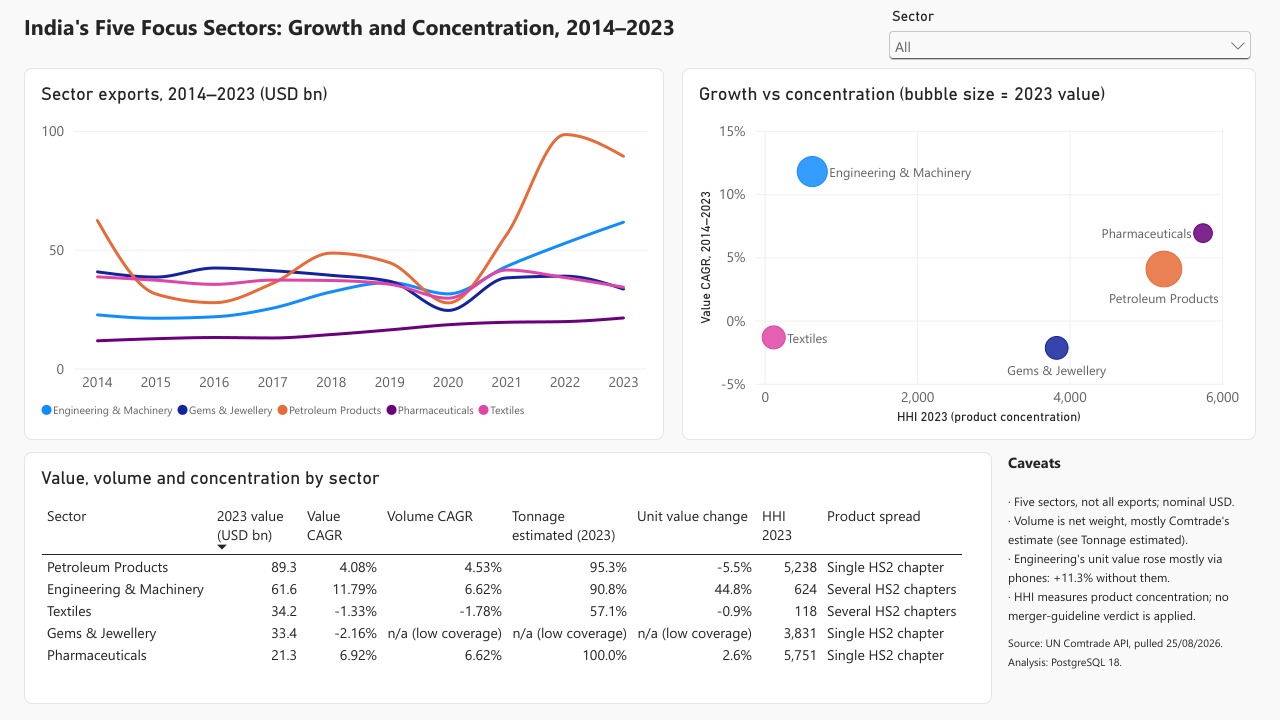 India's Five Focus Sectors: Growth and Concentration, 2014–2023
Sector
All
Sector exports, 2014–2023 (USD bn)
100
50
0
2014 2015 2016 2017 2018 2019 2020 2021 2022 2023
Engineering & Machinery Gems & Jewellery Petroleum Products Pharmaceuticals Textiles
Growth vs concentration (bubble size = 2023 value)
Value CAGR, 2014–2023
15%
10%
5%
0%
-5%
Engineering & Machinery
Pharmaceuticals
Petroleum Products
Textiles
Gems & Jewellery
0 2,000 4,000 6,000
HHI 2023 (product concentration)
Value, volume and concentration by sector
Sector 2023 value (USD bn) Value CAGR Volume CAGR Tonnage estimated (2023) Unit value change HHI 2023 Product spread
Petroleum Products 89.3 4.08% 4.53% 95.3% -5.5% 5,238 Single HS2 chapter
Engineering & Machinery 61.6 11.79% 6.62% 90.8% 44.8% 624 Several HS2 chapters
Textiles 34.2 -1.33% -1.78% 57.1% -0.9% 118 Several HS2 chapters
Gems & Jewellery 33.4 -2.16% n/a (low coverage) n/a (low coverage) n/a (low coverage) 3,831 Single HS2 chapter
Pharmaceuticals 21.3 6.92% 6.62% 100.0% 2.6% 5,751 Single HS2 chapter
Caveats
· Five sectors, not all exports; nominal USD.
· Volume is net weight, mostly Comtrade's
estimate (see Tonnage estimated).
· Engineering's unit value rose mostly via
phones: +11.3% without them.
· HHI measures product concentration; no
merger-guideline verdict is applied.
Source: UN Comtrade API, pulled 25/08/2026.
Analysis: PostgreSQL 18.